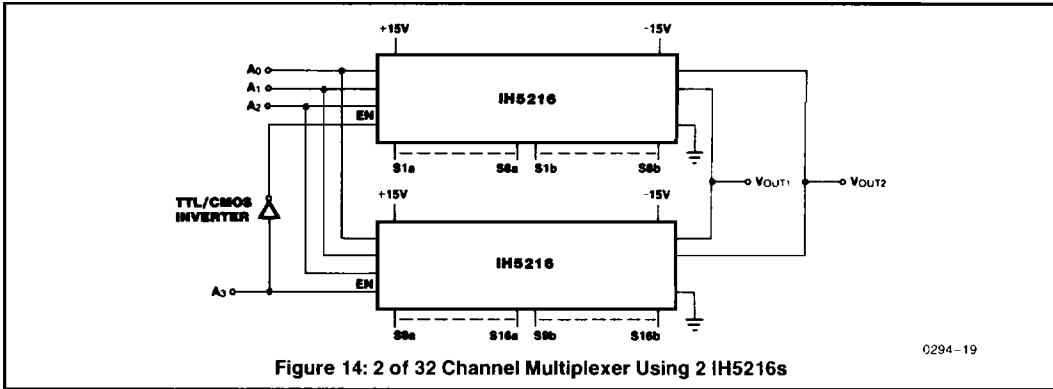 +15V -15V
A0
A1
A2
IH5216
EN
S1a S8a S1b S8b
VOUT1 VOUT2
TTL/CMOS
INVERTER
+15V -15V
IH5216
EN
A3
S9a S16a S9b S16b
0294-19
Figure 14: 2 of 32 Channel Multiplexer Using 2 IH5216s